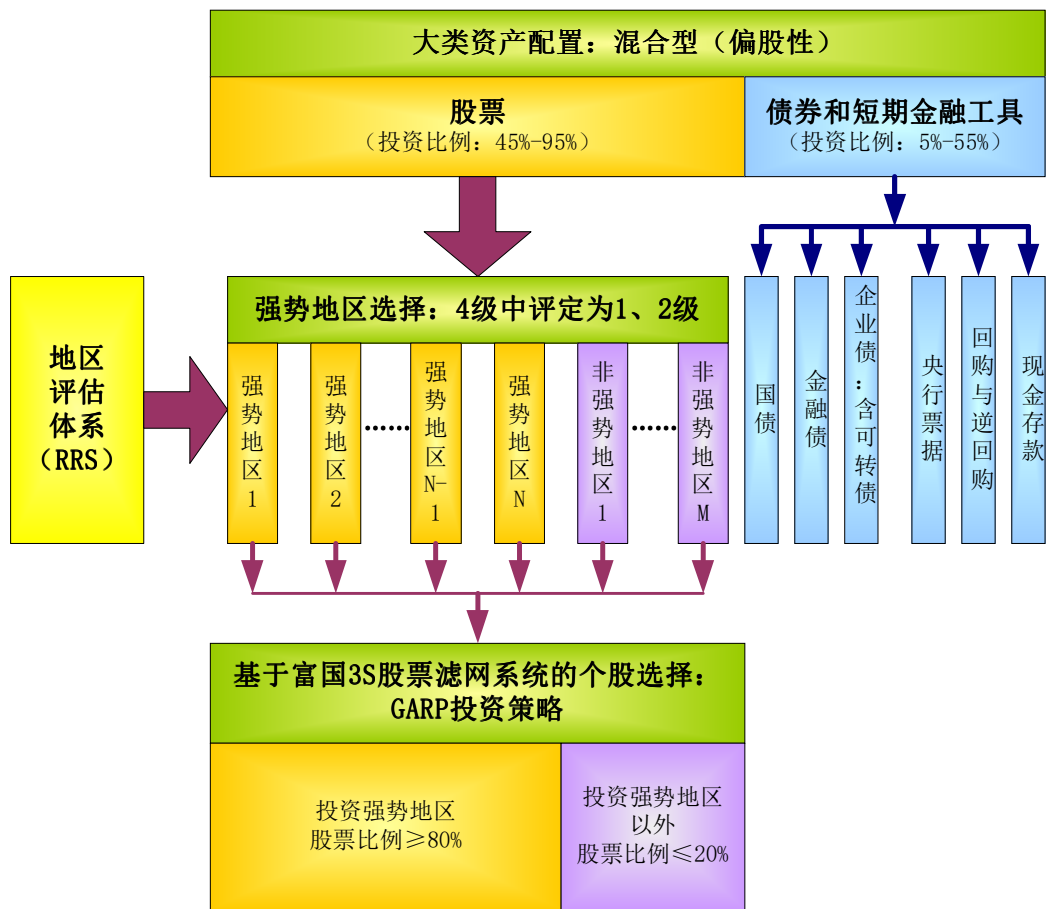 大类资产配置：混合型（偏股性）
股票
（投资比例：45%-95%）
债券和短期金融工具
（投资比例：5%-55%）
地区
评估
体系
（RRS）
强势地区选择：4级中评定为1、2级
强势地区1
强势地区2
……
强势地区N-1
强势地区N
非强势地区1
……
非强势地区M
国债
金融债
企业债：含可转债
央行票据
回购与逆回购
现金存款
基于富国3S股票滤网系统的个股选择：
GARP投资策略
投资强势地区
股票比例≥80%
投资强势地区
以外
股票比例≤20%